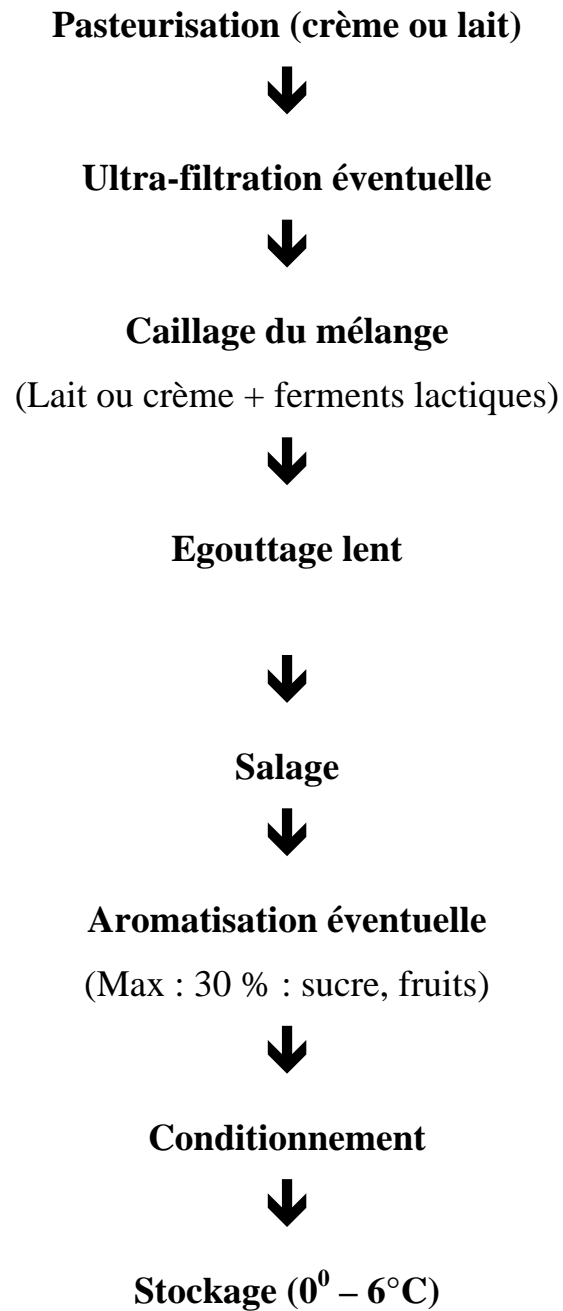 Pasteurisation (crème ou lait)
Ultra-filtration éventuelle
Caillage du mélange
(Lait ou crème + ferments lactiques)
Egouttage lent
Salage
Aromatisation éventuelle
(Max : 30 % : sucre, fruits)
Conditionnement
Stockage (0⁰ – 6°C)